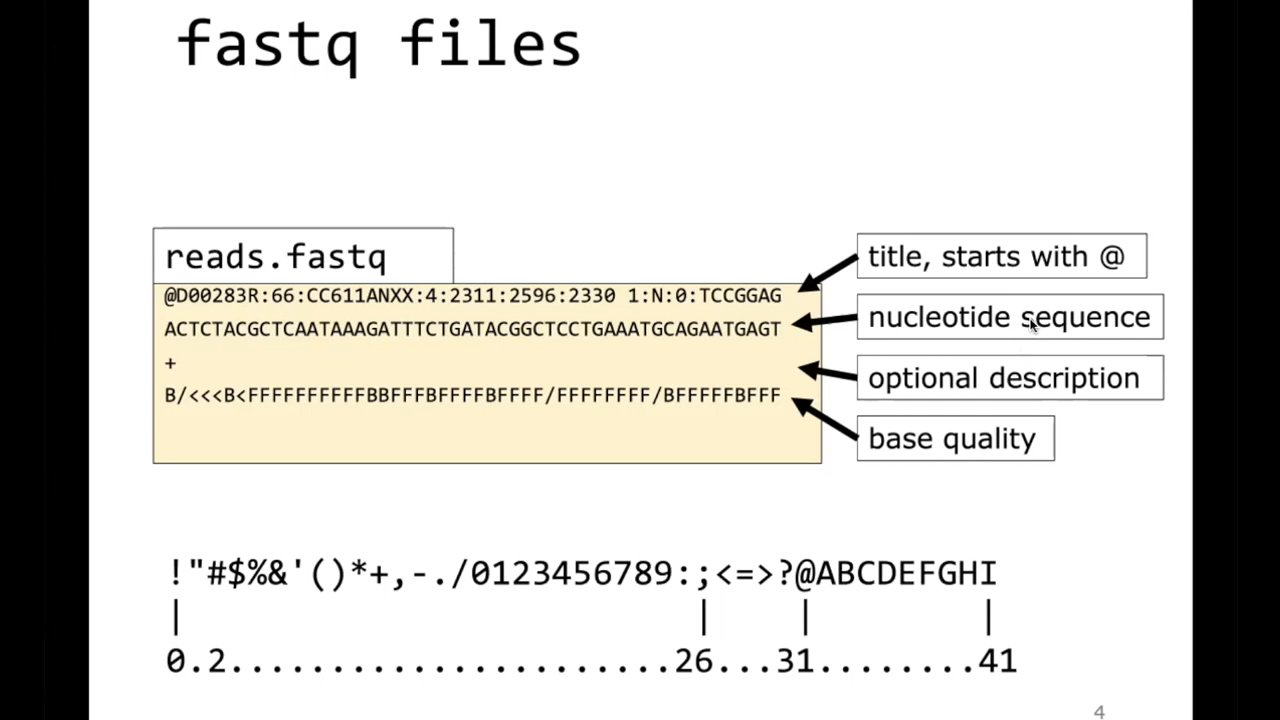 fastq files
reads.fastq
@D00283R:66:CC611ANXX:4:2311:2596:2330 1:N:0:TCCGGAG
ACTCTACGCTCAATAAAGATTTCTGATACGGCTCCTGAAATGCAGAATGAGT
+
B/<<<B<FFFFFFFFFFBBFFFBFFFFBFFFF/FFFFFFFF/BFFFFFBFFF
title, starts with @
nucleotide sequence
optional description
base quality
!"#$%&'()*+,-./0123456789:;<=>?@ABCDEFGHI
| | | |
0.2......................26...31........41
4